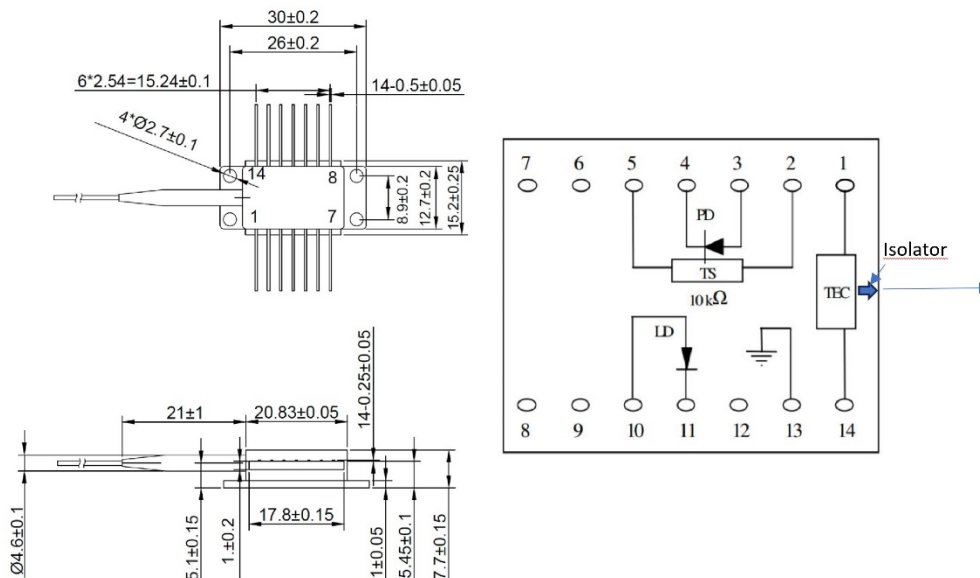 30±0.2
26±0.2
6*2.54=15.24±0.1
14-0.5±0.05
4*Ø2.7±0.1
14
8
1
7
8.9±0.2
12.7±0.2
15.2±0.25
7 6 5 4 3 2 1
PD
TS
10kΩ
TEC
Isolator
LD
8 9 10 11 12 13 14
21±1
20.83±0.05
14-0.25±0.05
17.8±0.15
Ø4.6±0.1
5.1±0.15
1.±0.2
1±0.05
5.45±0.1
7.7±0.15